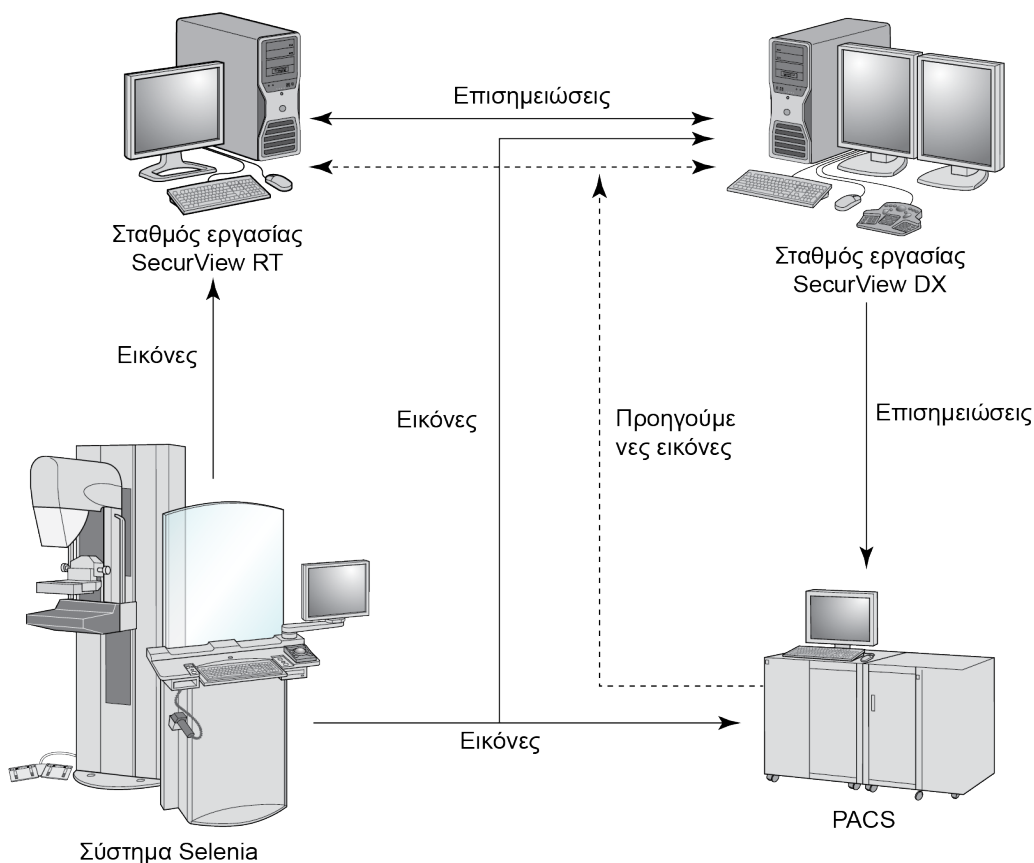 Επισημειώσεις
Σταθμός εργασίας
SecurView RT
Σταθμός εργασίας
SecurView DX
Εικόνες
Εικόνες
Προηγούμε
νες εικόνες
Επισημειώσεις
Εικόνες
PACS
Σύστημα Selenia